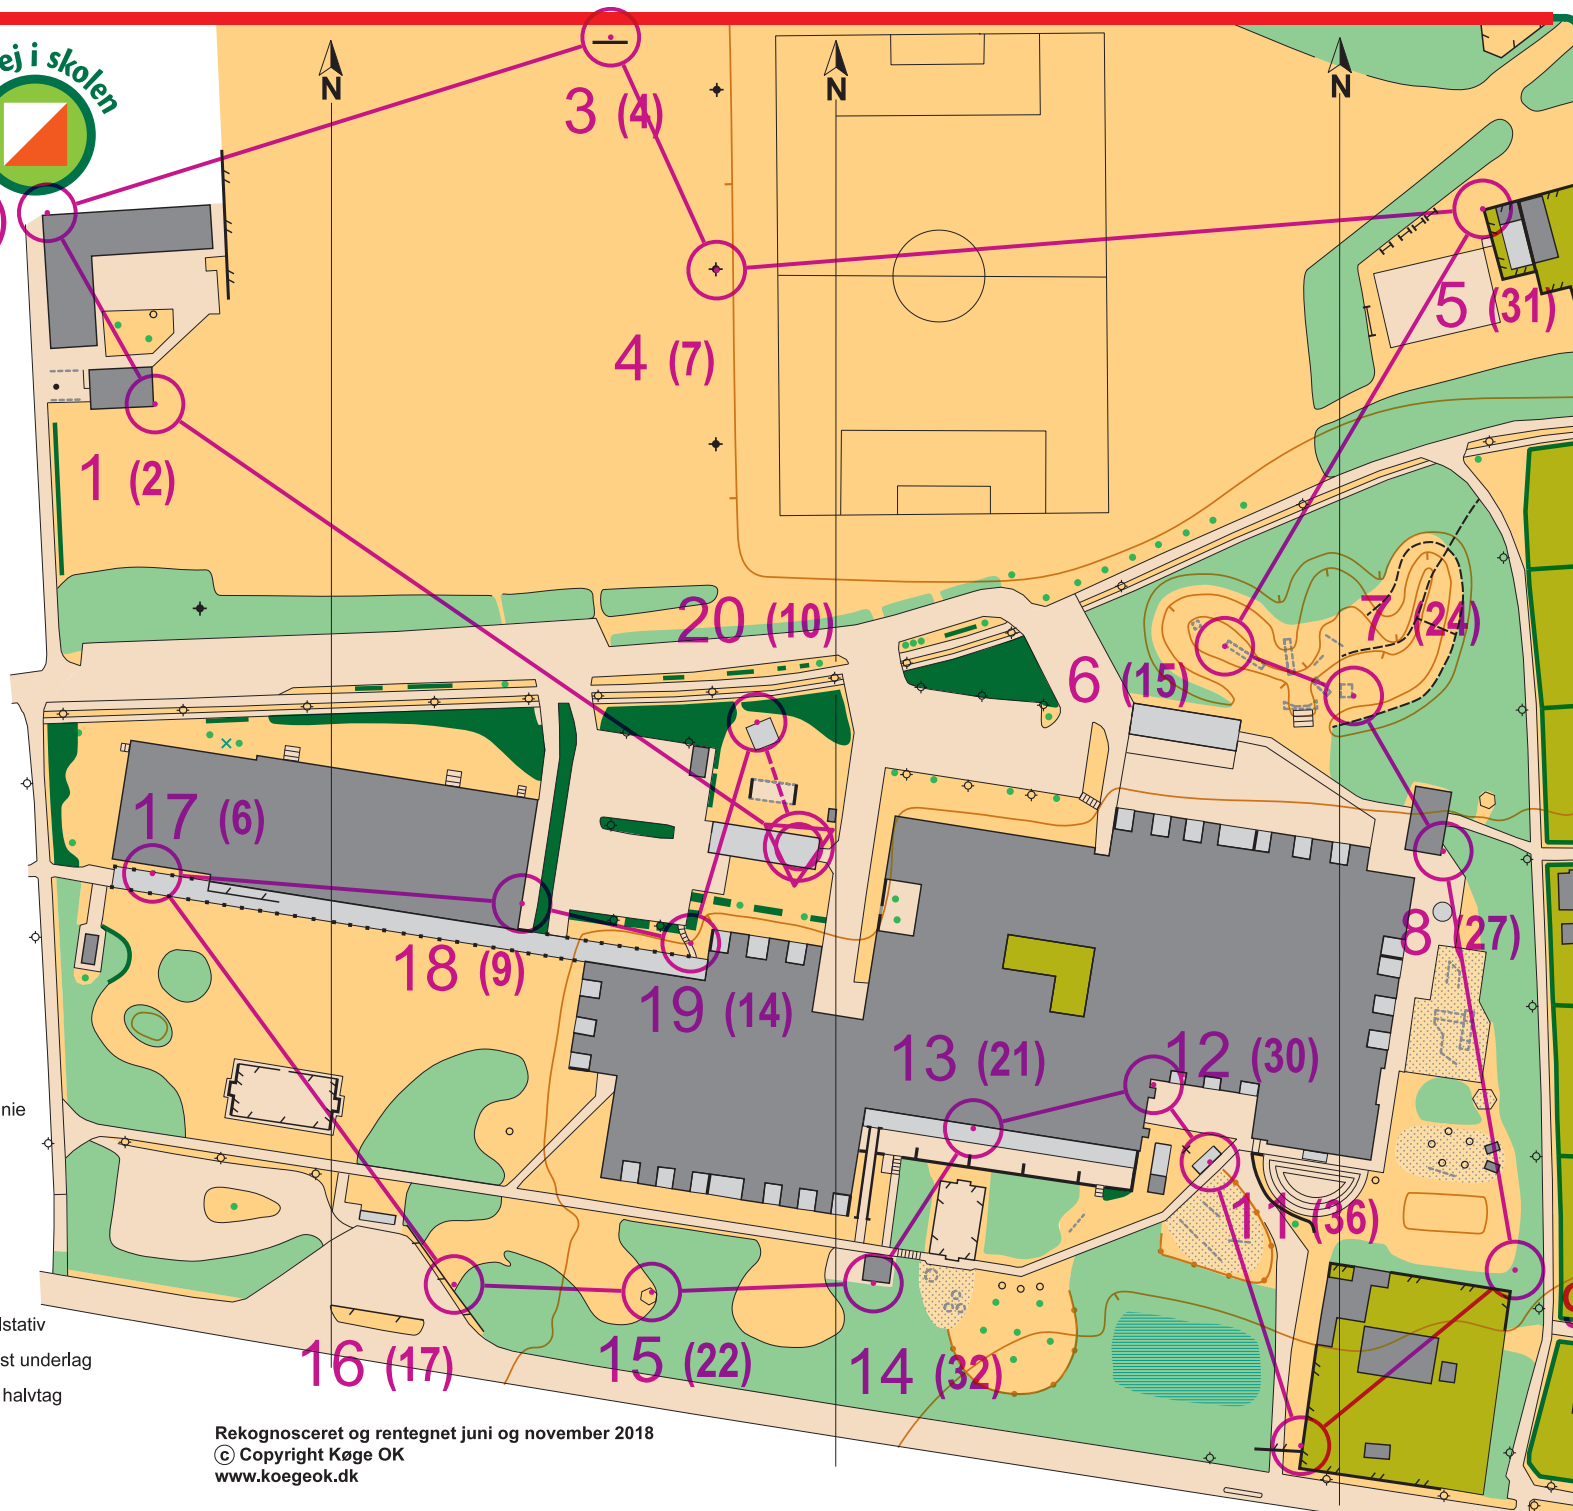 ej i skolen
N
N
N
3 (4)
5 (31)
4 (7)
1 (2)
20 (10)
7 (24)
6 (15)
17 (6)
8 (27)
18 (9)
19 (14)
13 (21)
12 (30)
nie
11 (36)
lstativ
st underlag
halvtag
16 (17)
15 (22)
14 (32)
Rekognosceret og rentegnet juni og november 2018
© Copyright Køge OK
www.koegeok.dk